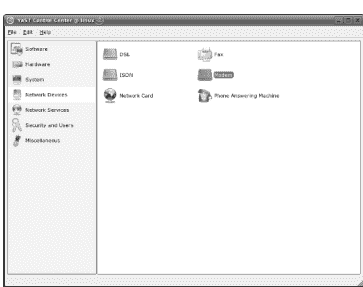 YaST Control Center @ linux
File Edit Help
Software
Hardware
System
Network Devices
Network Services
Security and Users
Miscellaneous
DSL
Fax
ISDN
Modem
Network Card
Phone Answering Machine